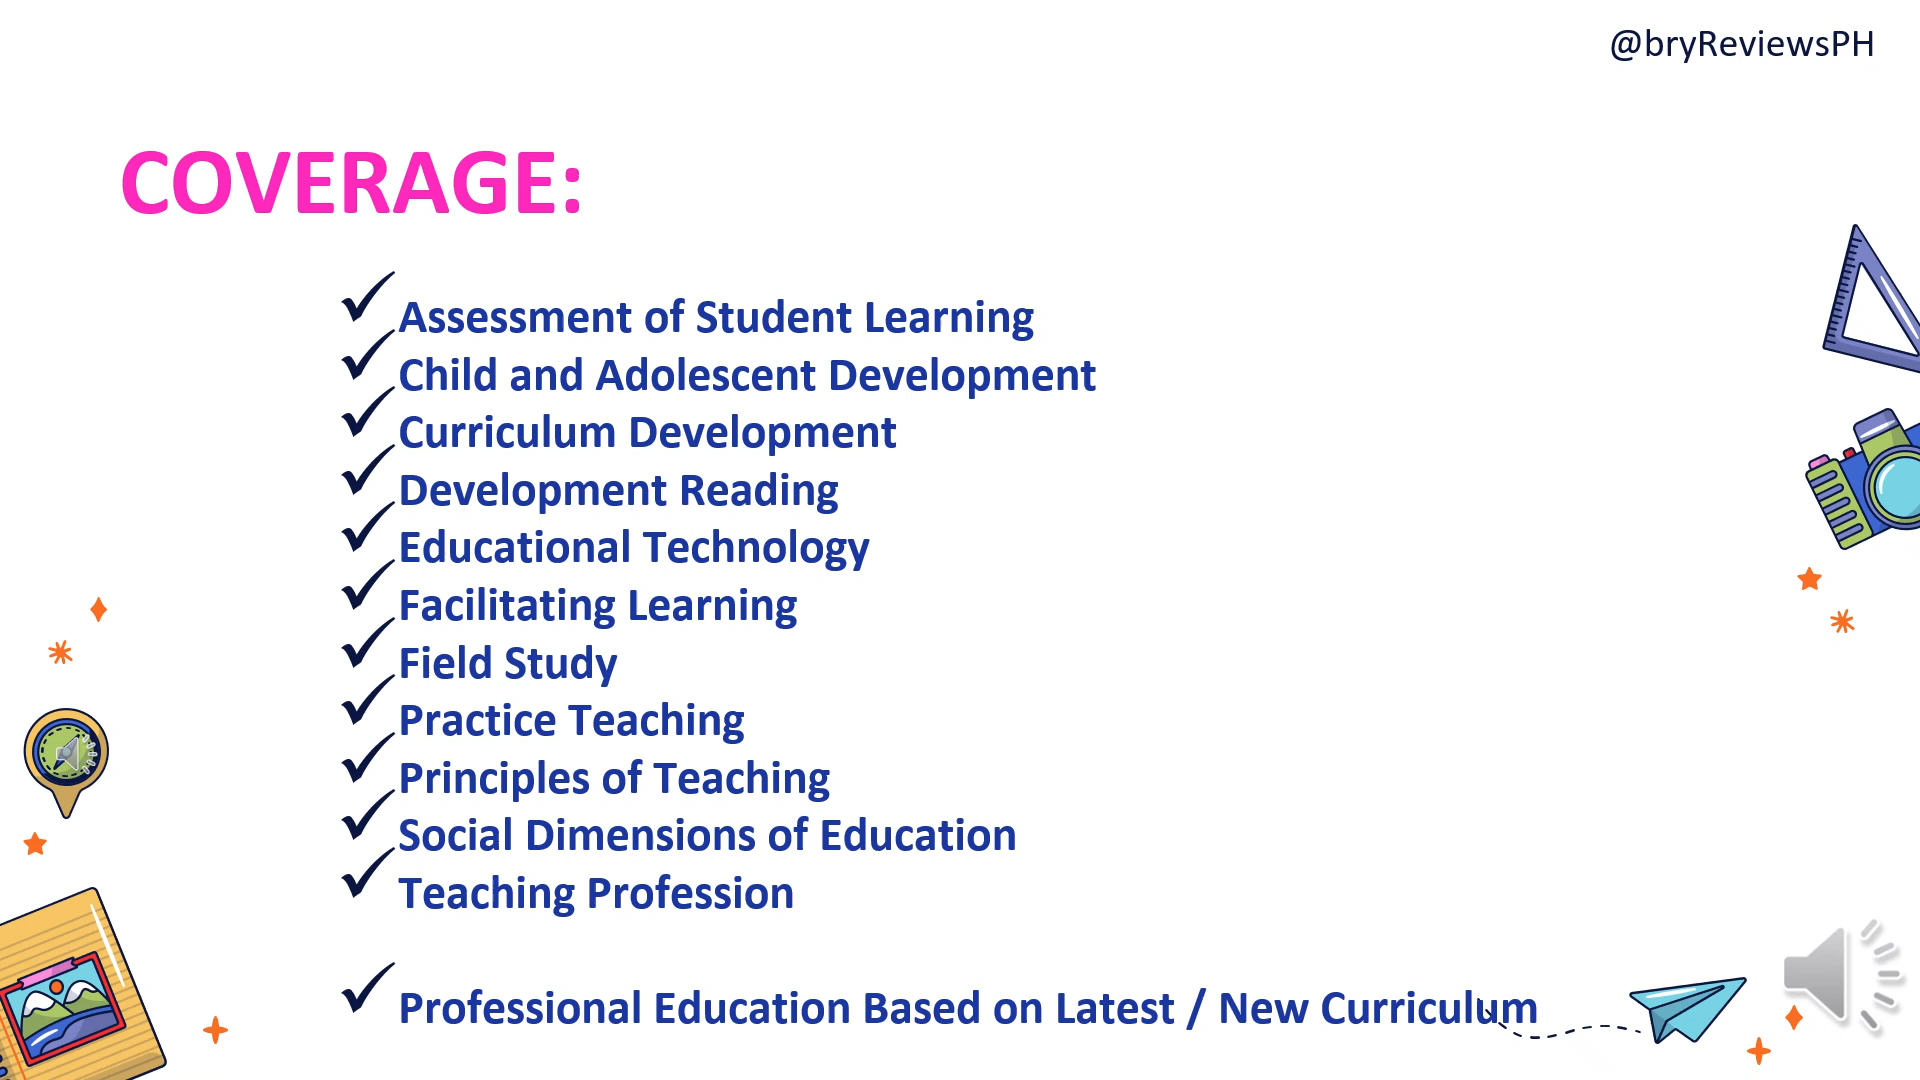 @bryReviewsPH
COVERAGE:
Assessment of Student Learning
Child and Adolescent Development
Curriculum Development
Development Reading
Educational Technology
Facilitating Learning
Field Study
Practice Teaching
Principles of Teaching
Social Dimensions of Education
Teaching Profession
Professional Education Based on Latest / New Curriculum